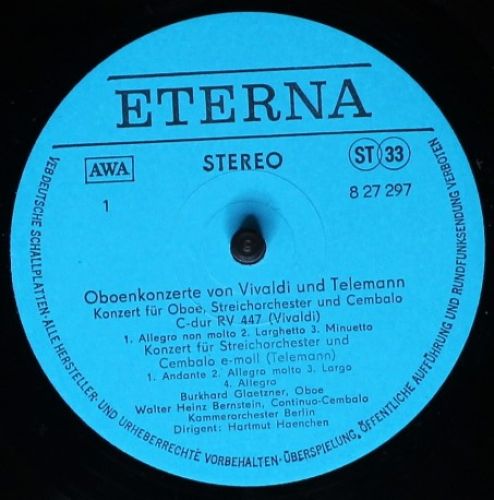 ETERNA
AWA
STEREO
ST 33
1
8 27 297
Oboenkonzerte von Vivaldi und Telemann
Konzert für Oboe, Streichorchester und Cembalo
C-dur RV 447 (Vivaldi)
1. Allegro non molto 2. Larghetto 3. Minuetto
Konzert für Streichorchester und
Cembalo e-moll (Telemann)
1. Andante 2. Allegro molto 3. Largo
4. Allegro
Burkhard Glaetzner, Oboe
Walter Heinz Bernstein, Continuo-Cembalo
Kammerorchester Berlin
Dirigent: Hartmut Haenchen
VEB DEUTSCHE SCHALLPLATTEN·ALLE HERSTELLER- UND URHEBERRECHTE VORBEHALTEN·ÜBERSPIELUNG, ÖFFENTLICHE AUFFÜHRUNG UND RUNDFUNKSENDUNG VERBOTEN